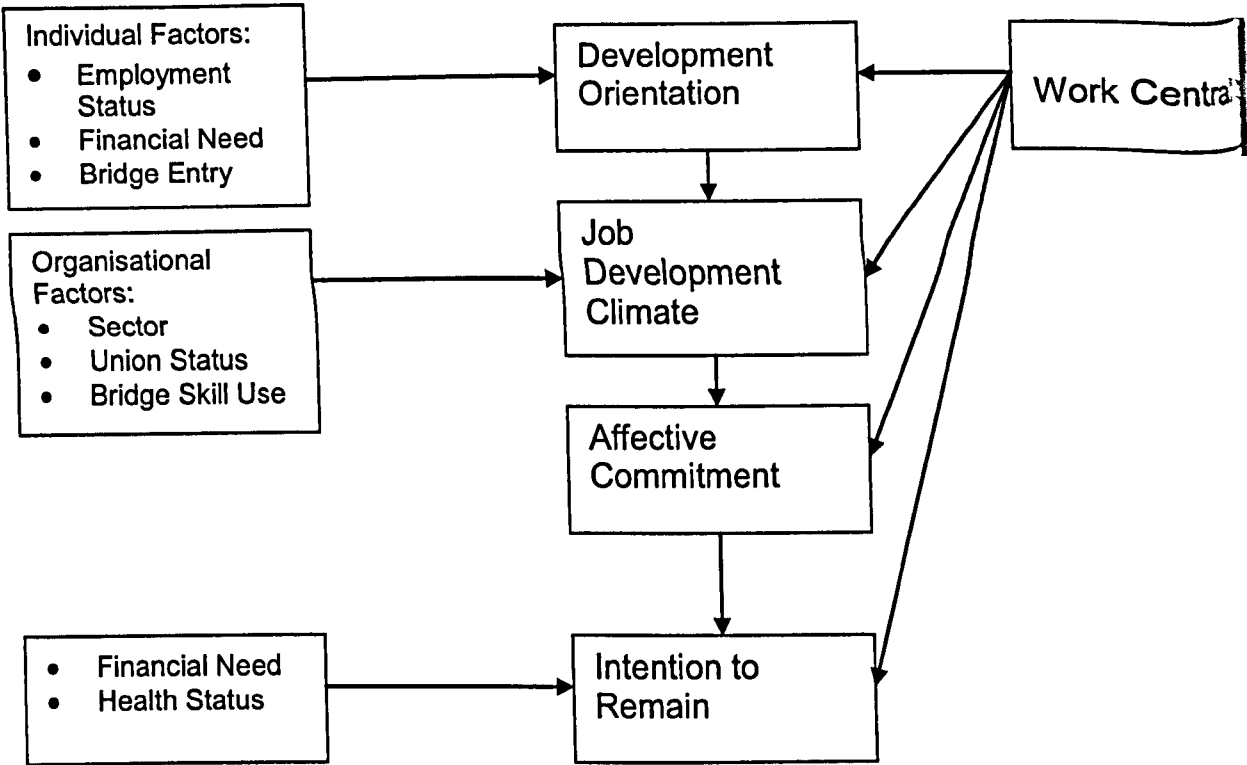 Individual Factors:
• Employment
Status
• Financial Need
• Bridge Entry
Development
Orientation
Work
Organisational
Factors:
• Sector
• Union Status
• Bridge Skill Use
Job
Development
Climate
Affective
Commitment
• Financial Need
• Health Status
Intention to
Remain